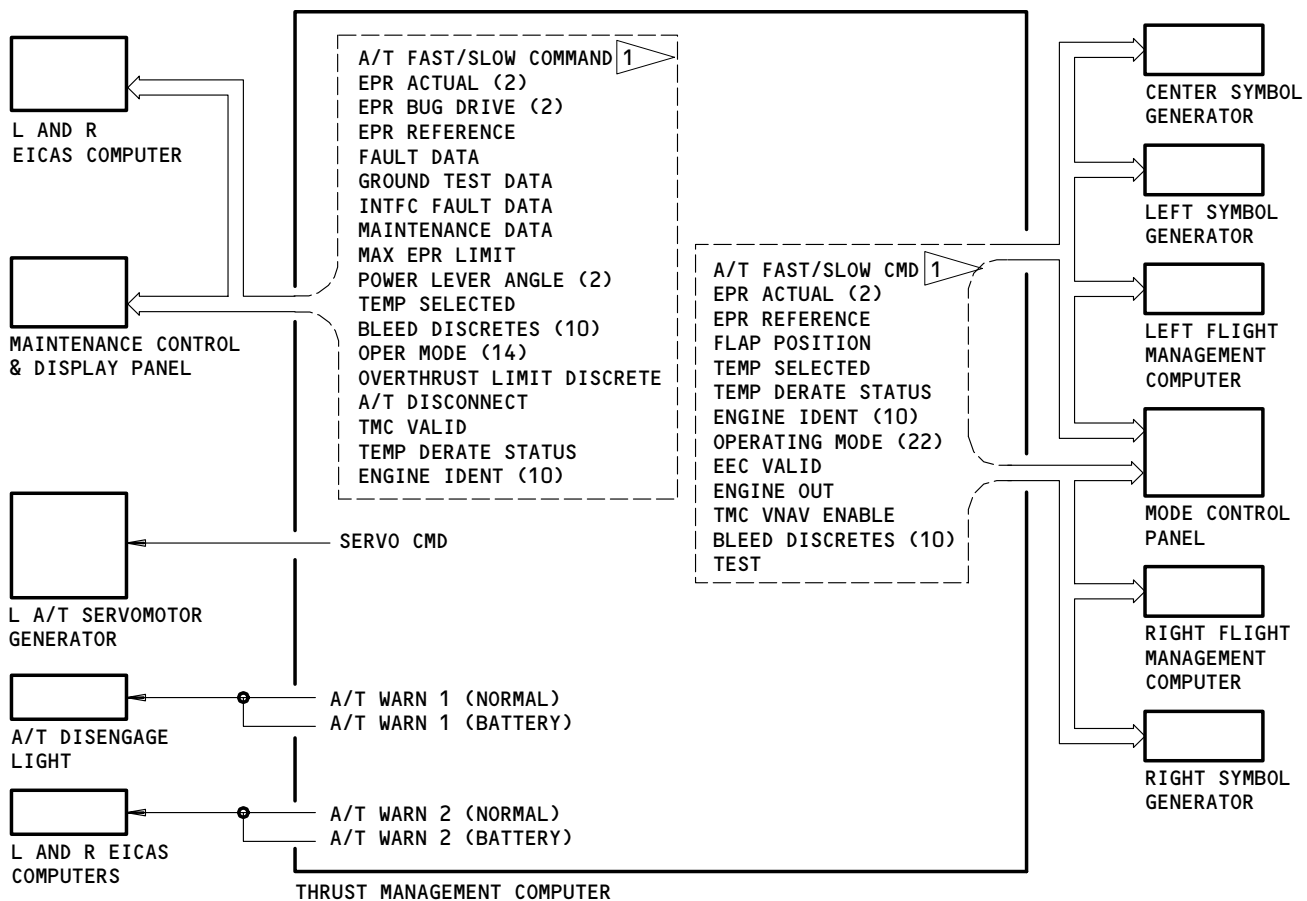 L AND R
EICAS COMPUTER
MAINTENANCE CONTROL
& DISPLAY PANEL
L A/T SERVOMOTOR
GENERATOR
A/T DISENGAGE
LIGHT
L AND R EICAS
COMPUTERS
A/T FAST/SLOW COMMAND 1
EPR ACTUAL (2)
EPR BUG DRIVE (2)
EPR REFERENCE
FAULT DATA
GROUND TEST DATA
INTFC FAULT DATA
MAINTENANCE DATA
MAX EPR LIMIT
POWER LEVER ANGLE (2)
TEMP SELECTED
BLEED DISCRETES (10)
OPER MODE (14)
OVERTHRUST LIMIT DISCRETE
A/T DISCONNECT
TMC VALID
TEMP DERATE STATUS
ENGINE IDENT (10)
SERVO CMD
A/T WARN 1 (NORMAL)
A/T WARN 1 (BATTERY)
A/T WARN 2 (NORMAL)
A/T WARN 2 (BATTERY)
A/T FAST/SLOW CMD 1
EPR ACTUAL (2)
EPR REFERENCE
FLAP POSITION
TEMP SELECTED
TEMP DERATE STATUS
ENGINE IDENT (10)
OPERATING MODE (22)
EEC VALID
ENGINE OUT
TMC VNAV ENABLE
BLEED DISCRETES (10)
TEST
CENTER SYMBOL
GENERATOR
LEFT SYMBOL
GENERATOR
LEFT FLIGHT
MANAGEMENT
COMPUTER
MODE CONTROL
PANEL
RIGHT FLIGHT
MANAGEMENT
COMPUTER
RIGHT SYMBOL
GENERATOR
THRUST MANAGEMENT COMPUTER